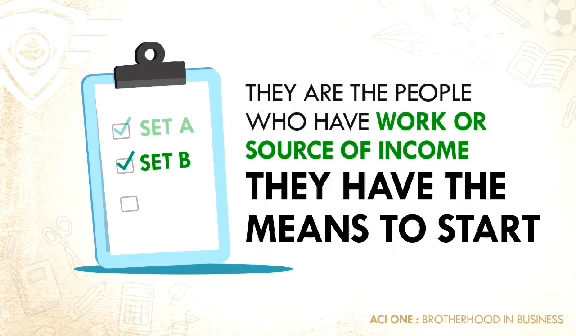 SET A
SET B
THEY ARE THE PEOPLE
WHO HAVE WORK OR
SOURCE OF INCOME
THEY HAVE THE
MEANS TO START
ACI ONE : BROTHERHOOD IN BUSINESS